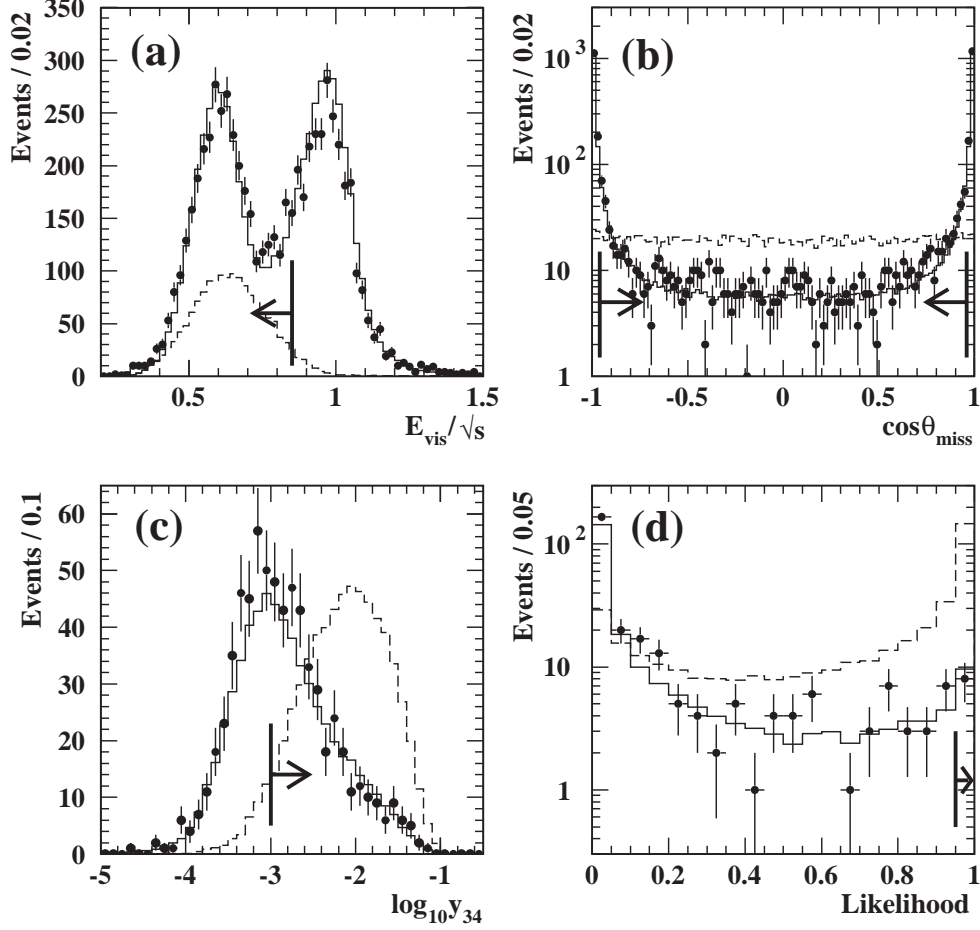 (a)
Events / 0.02
350
300
250
200
150
100
50
0
0.5 1 1.5
E_vis/√s
(b)
Events / 0.02
10^3
10^2
10
1
-1 -0.5 0 0.5 1
cosθ_miss
(c)
Events / 0.1
60
50
40
30
20
10
0
-5 -4 -3 -2 -1
log_10 y_34
(d)
Events / 0.05
10^2
10
1
0 0.2 0.4 0.6 0.8 1
Likelihood